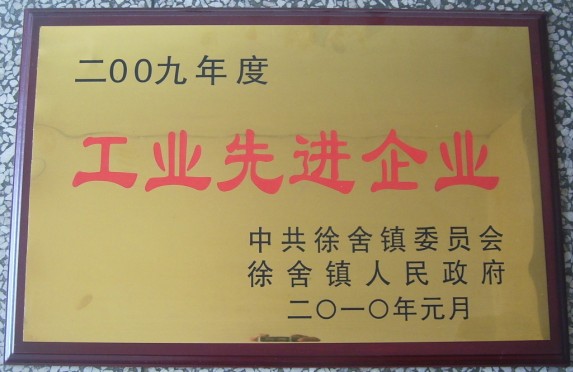 二00九年度
工业先进企业
中共徐舍镇委员会
徐舍镇人民政府
二〇一〇年元月